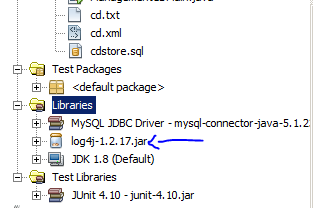 cd.txt
cd.xml
cdstore.sql
Test Packages
<default package>
Libraries
MySQL JDBC Driver - mysql-connector-java-5.1.2
log4j-1.2.17.jar
JDK 1.8 (Default)
Test Libraries
JUnit 4.10 - junit-4.10.jar